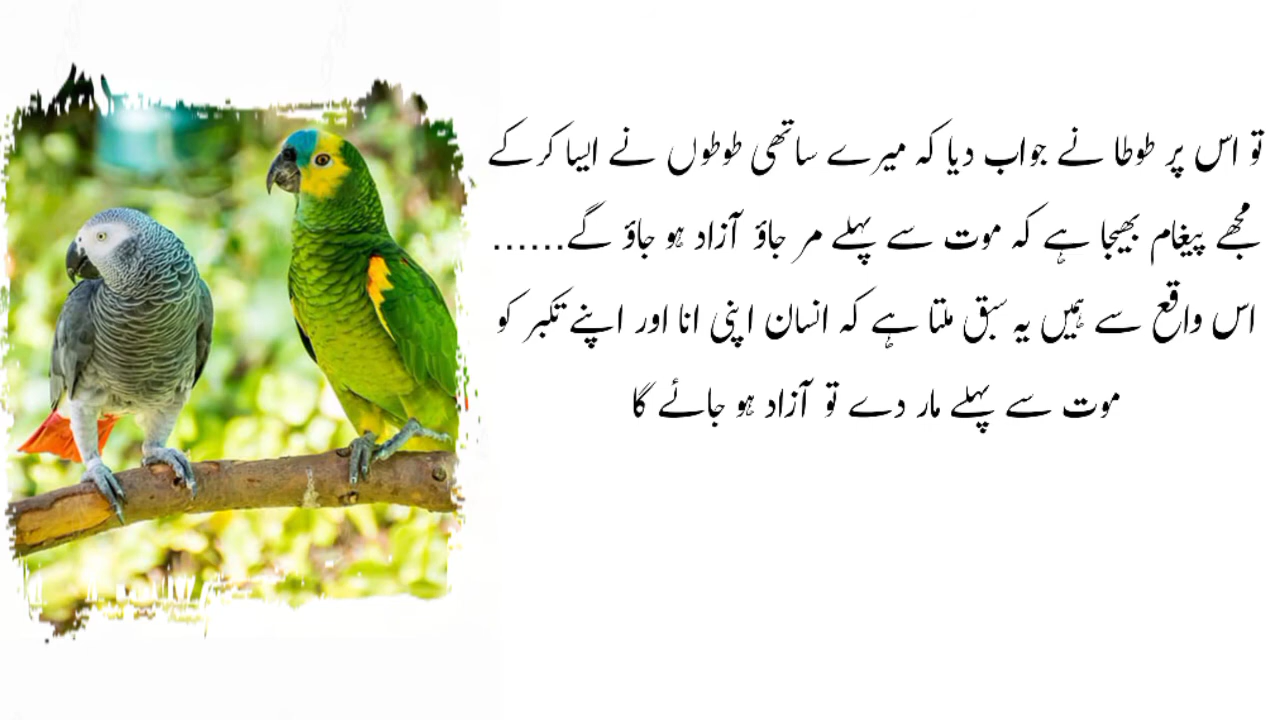 تو اس پر طوطا نے جواب دیا کہ میرے ساتھی طوطوں نے ایسا کرکے
مجھے پیغام بھیجا ہے کہ موت سے پہلے مر جاؤ آزاد ہو جاؤ گے......
اس واقع سے ہمیں یہ سبق ملتا ہے کہ انسان اپنی انا اور اپنے تکبر کو
موت سے پہلے مار دے تو آزاد ہو جائے گا